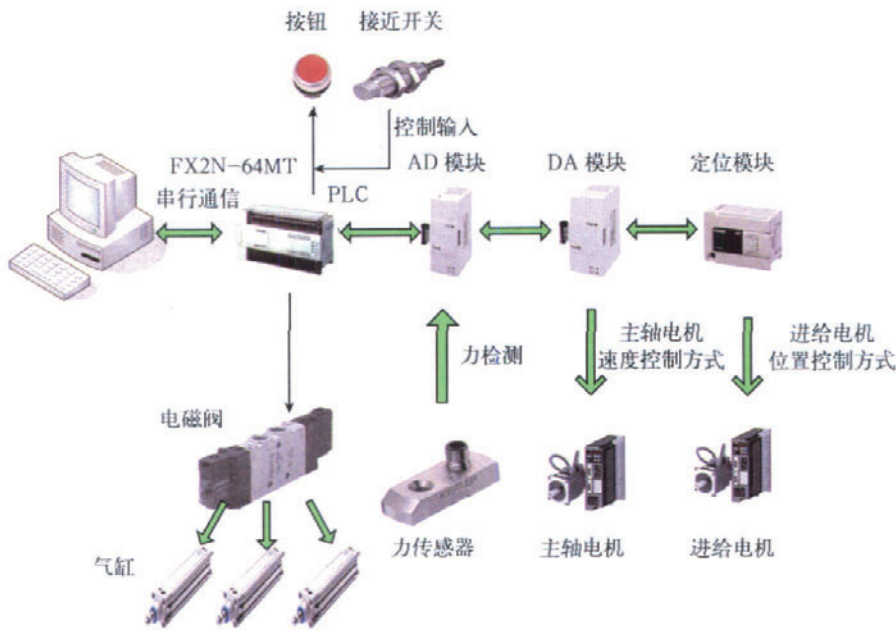 按钮
接近开关
控制输入
FX2N-64MT
AD 模块
DA 模块
定位模块
串行通信
PLC
力检测
主轴电机
速度控制方式
进给电机
位置控制方式
电磁阀
气缸
力传感器
主轴电机
进给电机